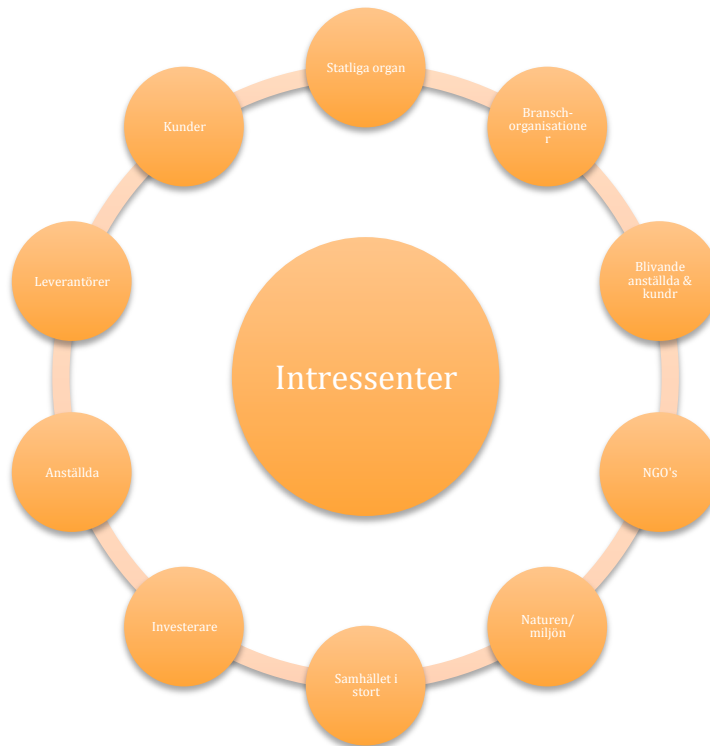 Statliga organ
Bransch-
organisatione
r
Blivande
anställda &
kundr
NGO's
Naturen/
miljön
Samhället i
stort
Investerare
Anställda
Leverantörer
Kunder
Intressenter